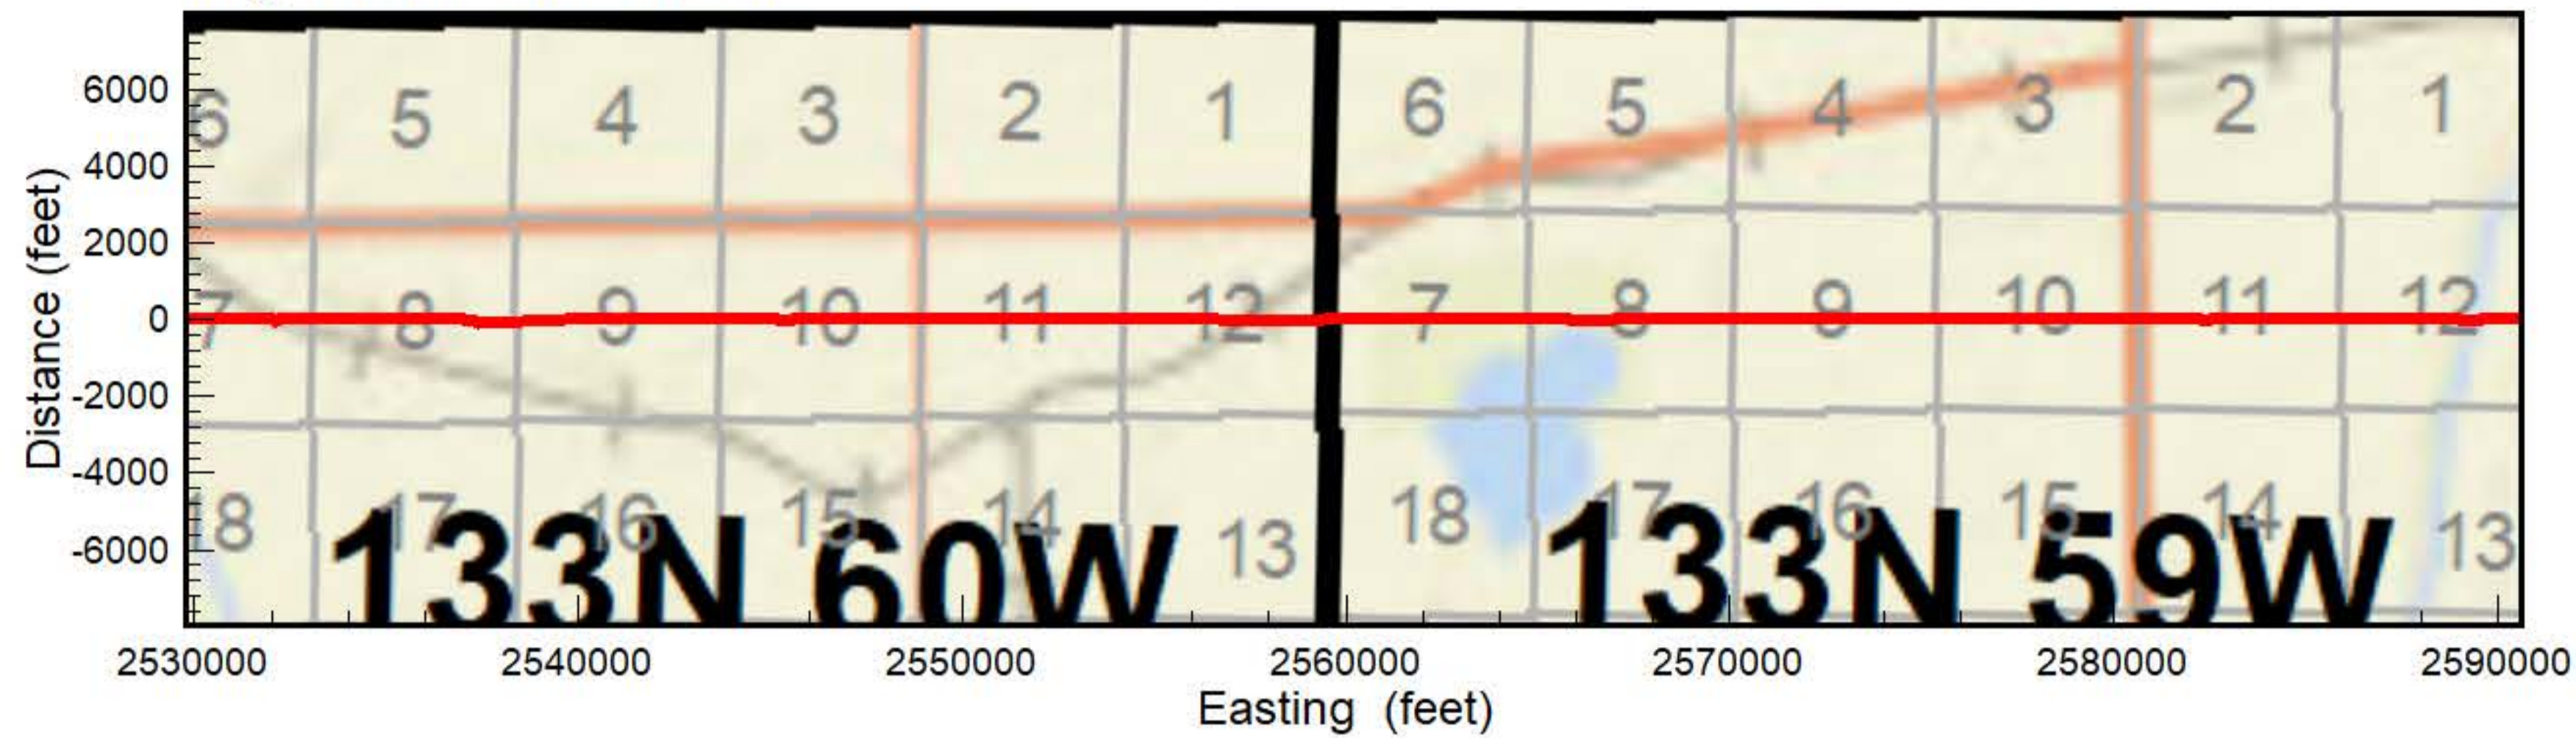 6000
4000
2000
0
-2000
-4000
-6000
Distance (feet)
6 5 4 3 2 1 6 5 4 3 2 1
7 8 9 10 11 12 7 8 9 10 11 12
18 17 16 15 14 13 18 17 16 15 14 13
133N 60W 133N 59W
2530000 2540000 2550000 2560000 2570000 2580000 2590000
Easting (feet)